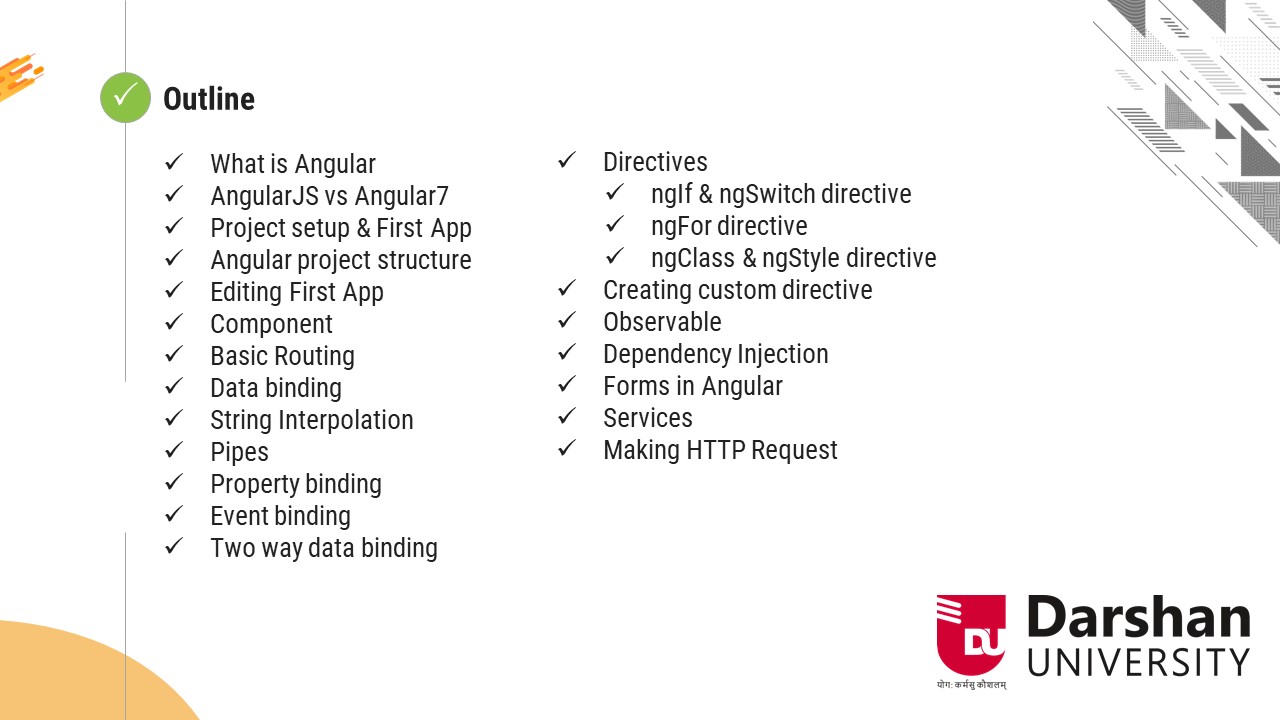 Outline
What is Angular
AngularJS vs Angular7
Project setup & First App
Angular project structure
Editing First App
Component
Basic Routing
Data binding
String Interpolation
Pipes
Property binding
Event binding
Two way data binding
Directives
ngIf & ngSwitch directive
ngFor directive
ngClass & ngStyle directive
Creating custom directive
Observable
Dependency Injection
Forms in Angular
Services
Making HTTP Request
DU
Darshan
UNIVERSITY
योग: कर्मसु कौशलम्